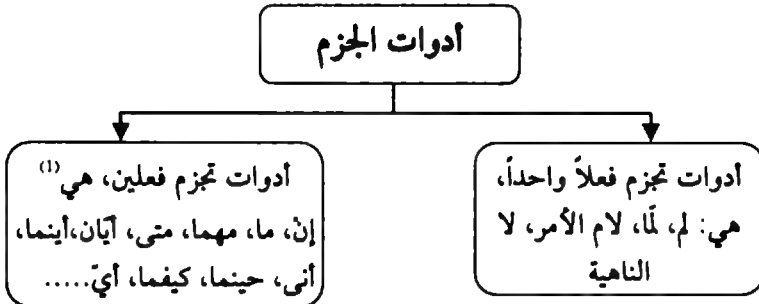 أدوات الجزم
أدوات تجزم فعلاً واحداً،
هي: لم، لّما، لام الأمر، لا
الناهية
أدوات تجزم فعلين، هي(1)
إنْ، ما، مهما، متى، أيّان،أينما،
أنى، حينما، كيفما، أيّ.....